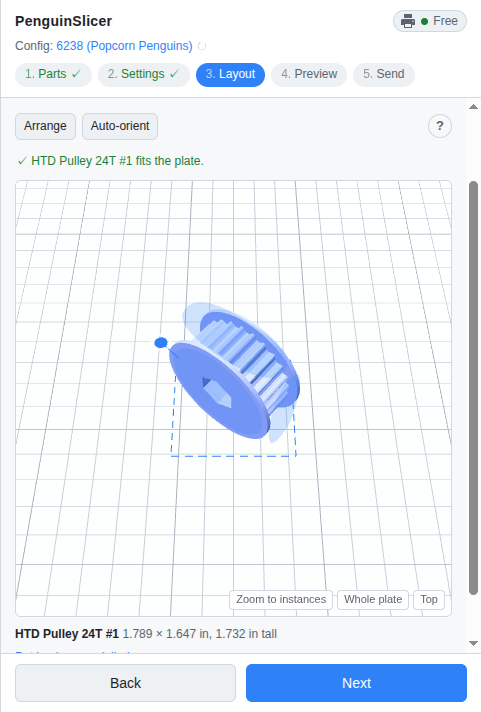 PenguinSlicer
Free
Config: 6238 (Popcorn Penguins)
1. Parts ✓
2. Settings ✓
3. Layout
4. Preview
5. Send
Arrange
Auto-orient
?
✓ HTD Pulley 24T #1 fits the plate.
Zoom to instances
Whole plate
Top
HTD Pulley 24T #1 1.789 × 1.647 in, 1.732 in tall
Back
Next